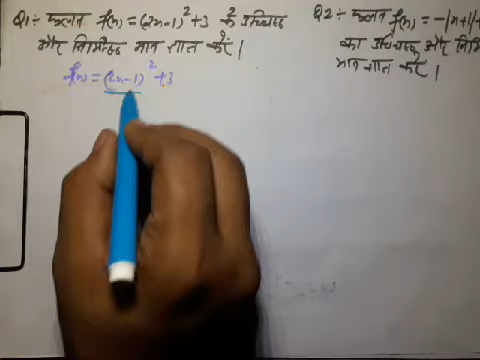 Q1÷ फलन f(x) = (2x-1)² + 3 के उच्चिष्ठ
और निम्निष्ठ मान ज्ञात करें।
f(x) = (2x-1)² + 3
Q2÷ फलन f(x) = -|x+1|+
का उच्चिष्ठ और निम्नि
मान ज्ञात करें।